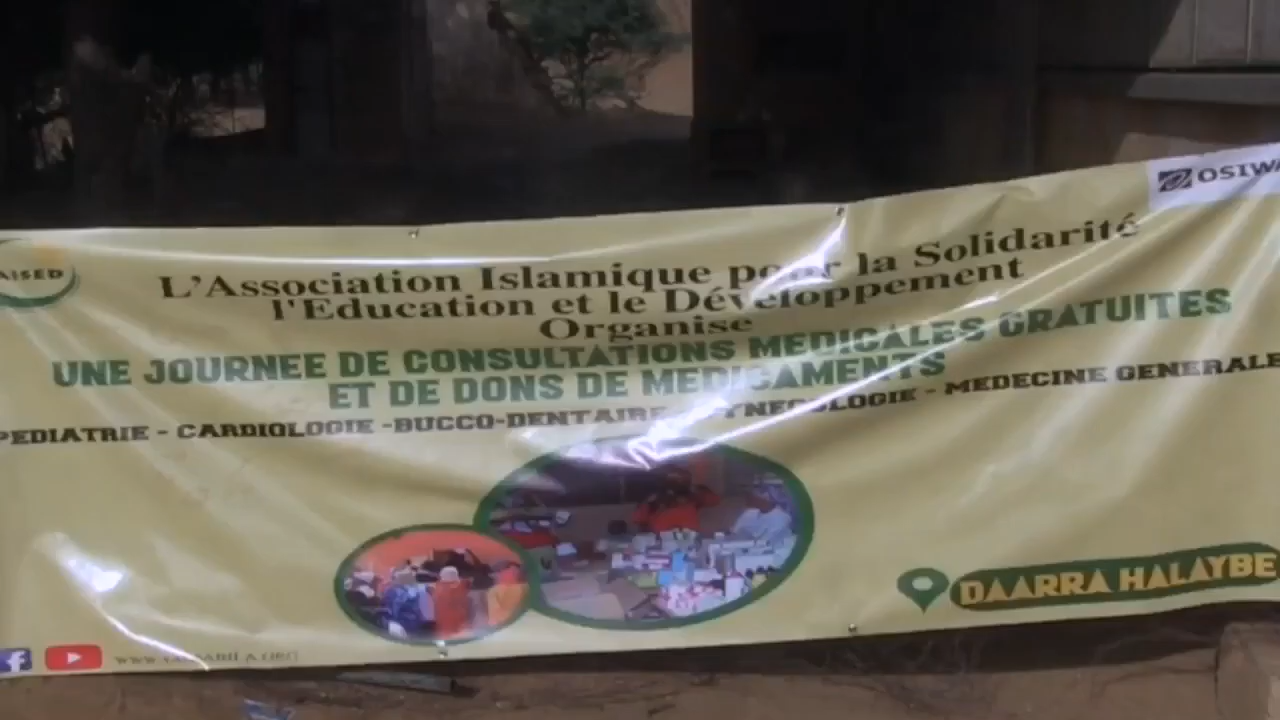 OSIWA
AISED
L'Association Islamique pour la Solidarité
l'Education et le Développement
Organise
UNE JOURNEE DE CONSULTATIONS MEDICALES GRATUITES
ET DE DONS DE MEDICAMENTS
PEDIATRIE - CARDIOLOGIE -BUCCO-DENTAIRE - GYNECOLOGIE - MEDECINE GENERALE
DAARRA HALAYBE